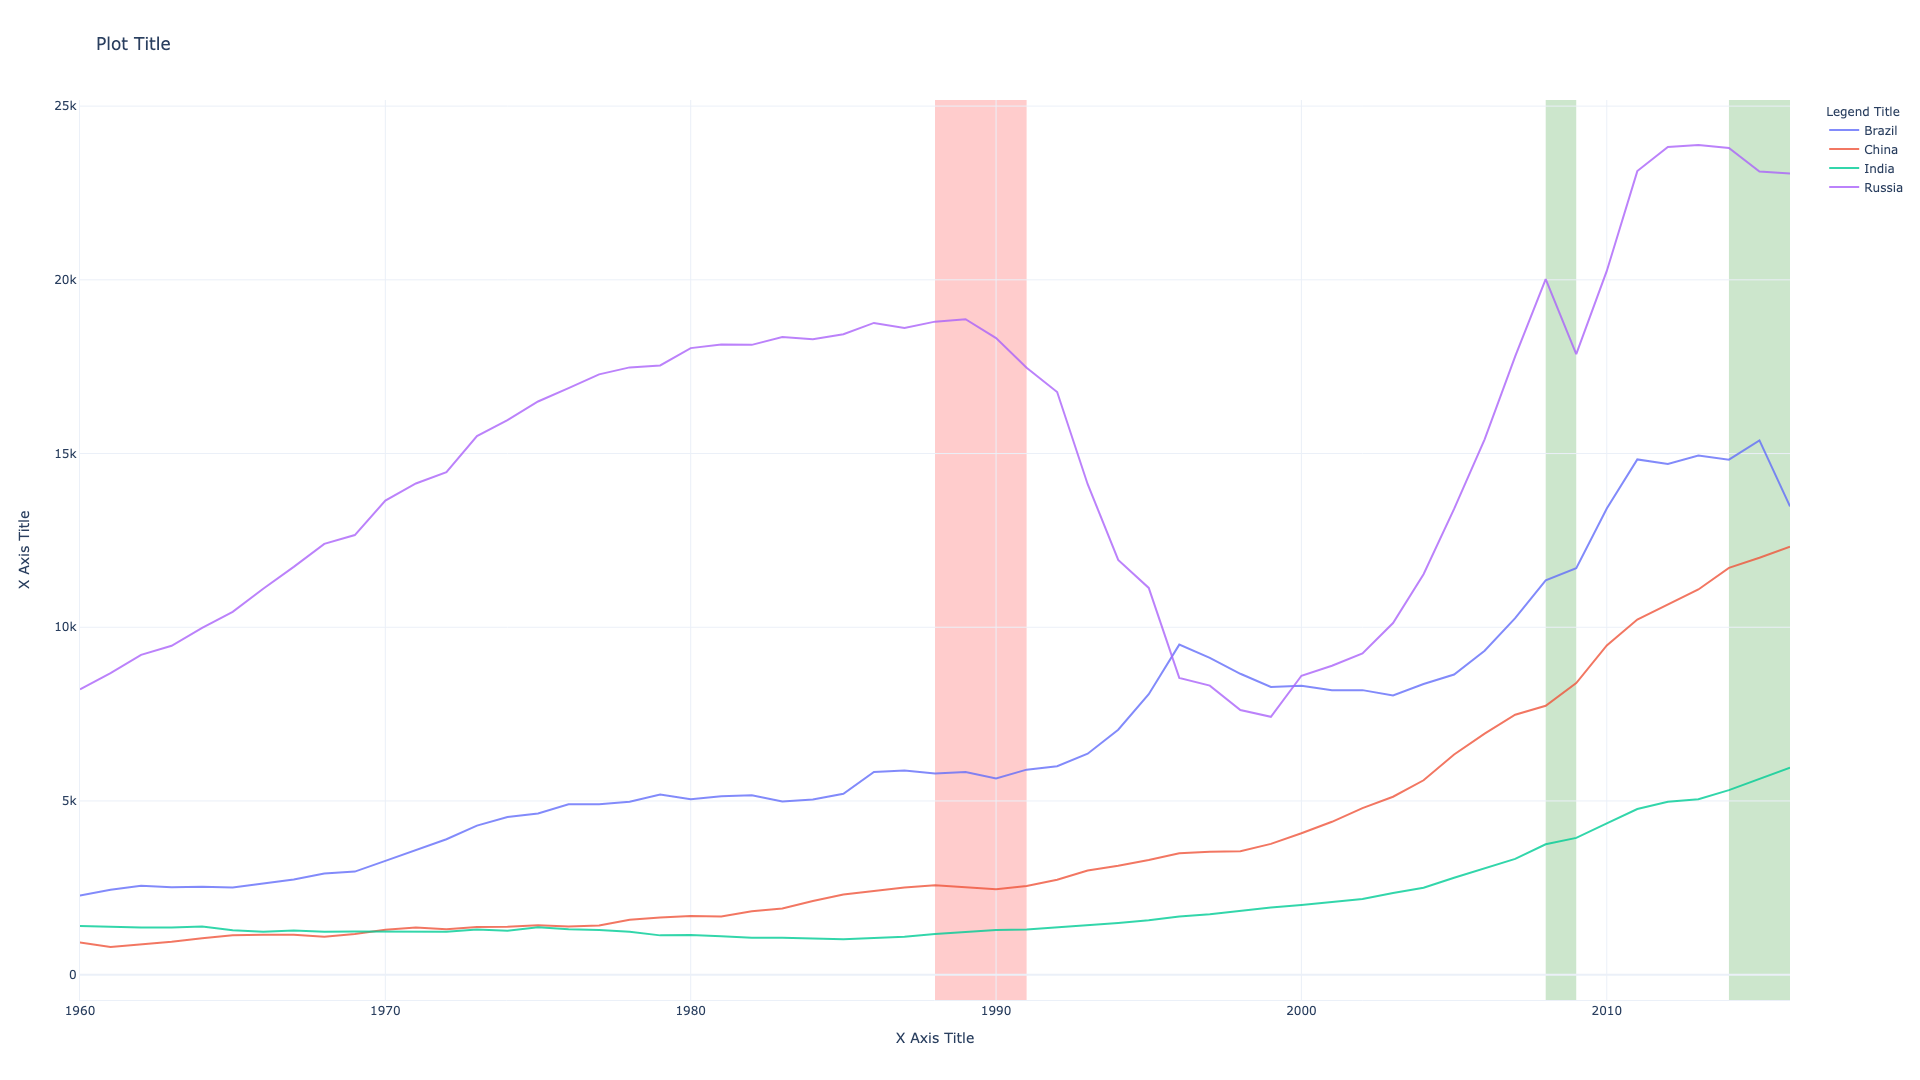 Plot Title
25k
20k
15k
10k
5k
0
X Axis Title
1960 1970 1980 1990 2000 2010
X Axis Title
Legend Title
Brazil
China
India
Russia